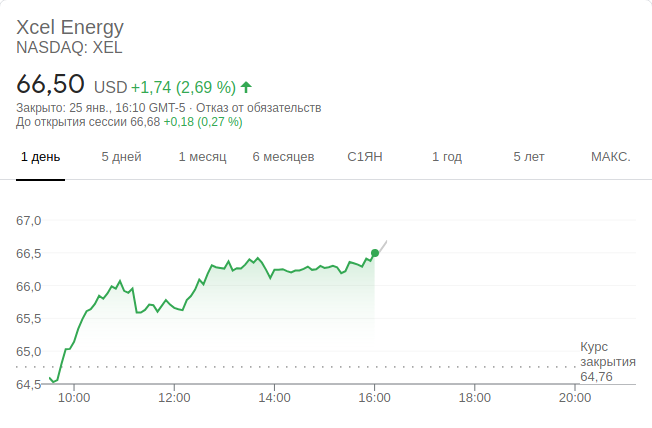 Xcel Energy
NASDAQ: XEL
66,50 USD +1,74 (2,69 %)
Закрыто: 25 янв., 16:10 GMT-5 · Отказ от обязательств
До открытия сессии 66,68 +0,18 (0,27 %)
1 день 5 дней 1 месяц 6 месяцев С1ЯН 1 год 5 лет МАКС.
67,0
66,5
66,0
65,5
65,0
64,5
Курс
закрытия
64,76
10:00 12:00 14:00 16:00 18:00 20:00